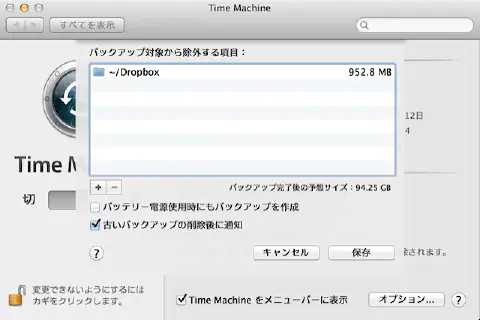 Time Machine
すべてを表示
バックアップ対象から除外する項目：
~/Dropbox 952.8 MB
12日
4
Time M
切
バックアップ完了後の予想サイズ：94.25 GB
バッテリー電源使用時にもバックアップを作成
古いバックアップの削除後に通知
? キャンセル 保存
除されます。
変更できないようにするには
カギをクリックします。
Time Machine をメニューバーに表示 オプション... ?